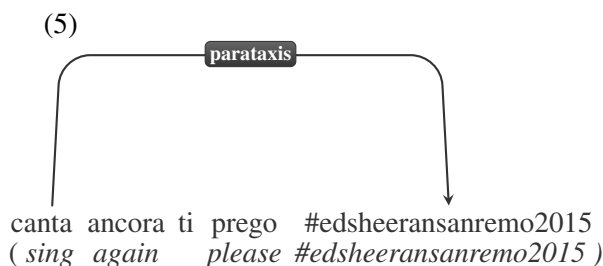 (5)
parataxis
canta ancora ti prego #edsheeransanremo2015
( sing again please #edsheeransanremo2015 )